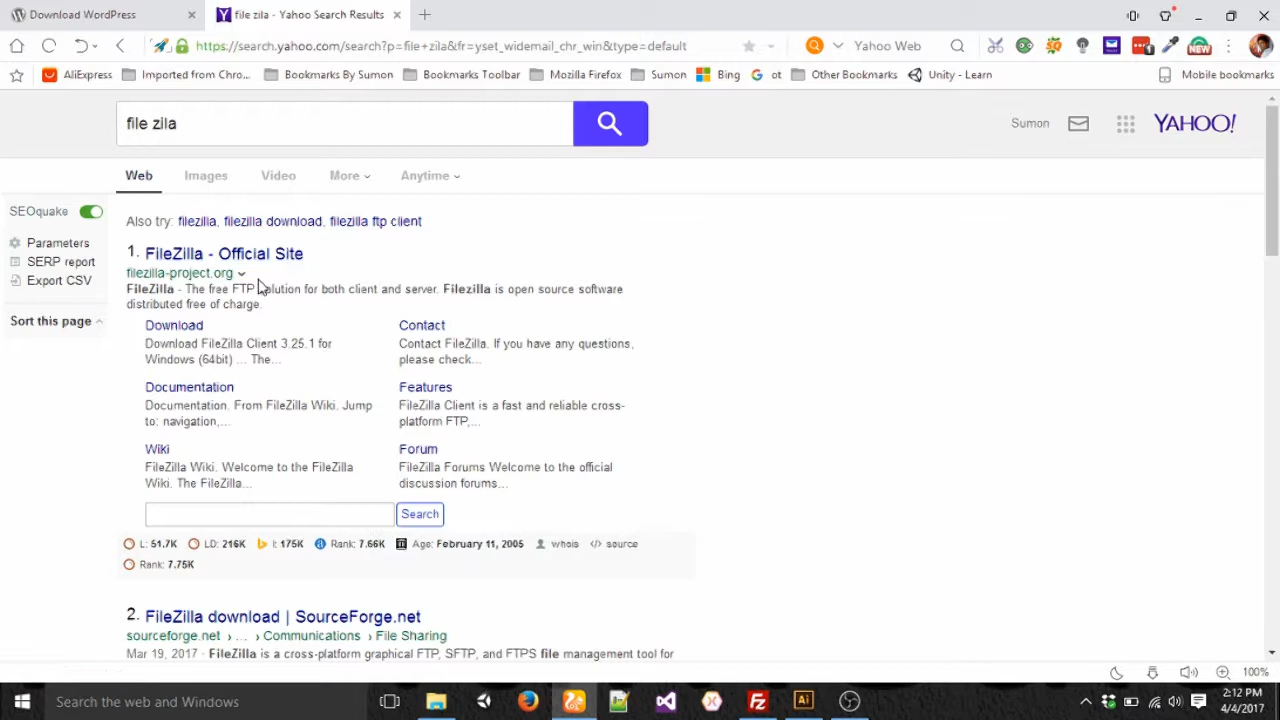 Download WordPress
file zila - Yahoo Search Results
https://search.yahoo.com/search?p=file+zila&fr=yset_widemail_chr_win&type=default
Yahoo Web
AliExpress
Imported from Chro...
Bookmarks By Sumon
Bookmarks Toolbar
Mozilla Firefox
Sumon
Bing
ot
Other Bookmarks
Unity - Learn
Mobile bookmarks
file zila
Sumon
YAHOO!
Web
Images
Video
More
Anytime
SEOquake
Parameters
SERP report
Export CSV
Sort this page
Also try: filezilla, filezilla download, filezilla ftp client
1. FileZilla - Official Site
filezilla-project.org
FileZilla - The free FTP solution for both client and server. Filezilla is open source software
distributed free of charge.
Download
Download FileZilla Client 3.25.1 for
Windows (64bit) ... The...
Contact
Contact FileZilla. If you have any questions,
please check...
Documentation
Documentation. From FileZilla Wiki. Jump
to: navigation,...
Features
FileZilla Client is a fast and reliable cross-
platform FTP,...
Wiki
FileZilla Wiki. Welcome to the FileZilla
Wiki. The FileZilla...
Forum
FileZilla Forums Welcome to the official
discussion forums...
Search
L: 51.7K
LD: 216K
I: 175K
Rank: 7.66K
Age: February 11, 2005
whois
source
Rank: 7.75K
2. FileZilla download | SourceForge.net
sourceforge.net › ... › Communications › File Sharing
Mar 19, 2017 · FileZilla is a cross-platform graphical FTP, SFTP, and FTPS file management tool for
100%
Search the web and Windows
2:12 PM
4/4/2017